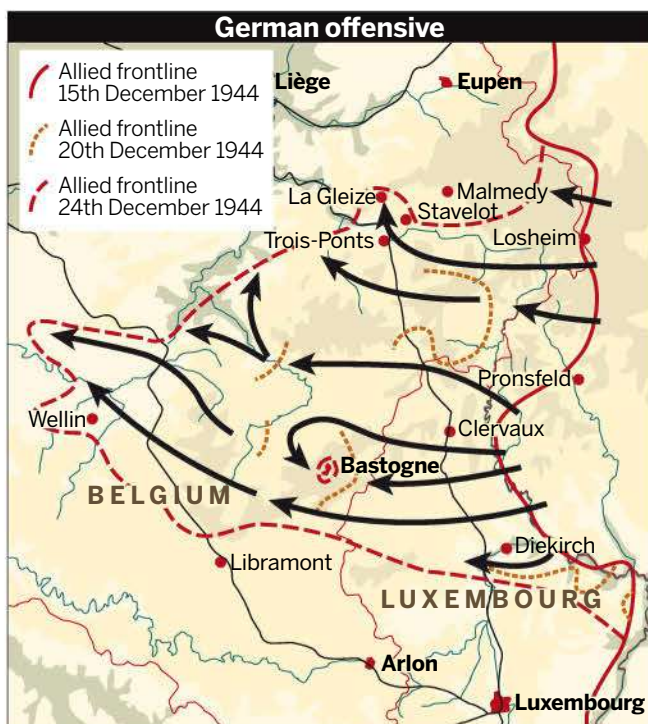 German offensive
Allied frontline
15th December 1944
Allied frontline
20th December 1944
Allied frontline
24th December 1944
Liège
Eupen
La Gleize
Malmedy
Stavelot
Trois-Ponts
Losheim
Pronsfeld
Wellin
Clervaux
Bastogne
BELGIUM
Diekirch
Libramont
LUXEMBOURG
Arlon
Luxembourg